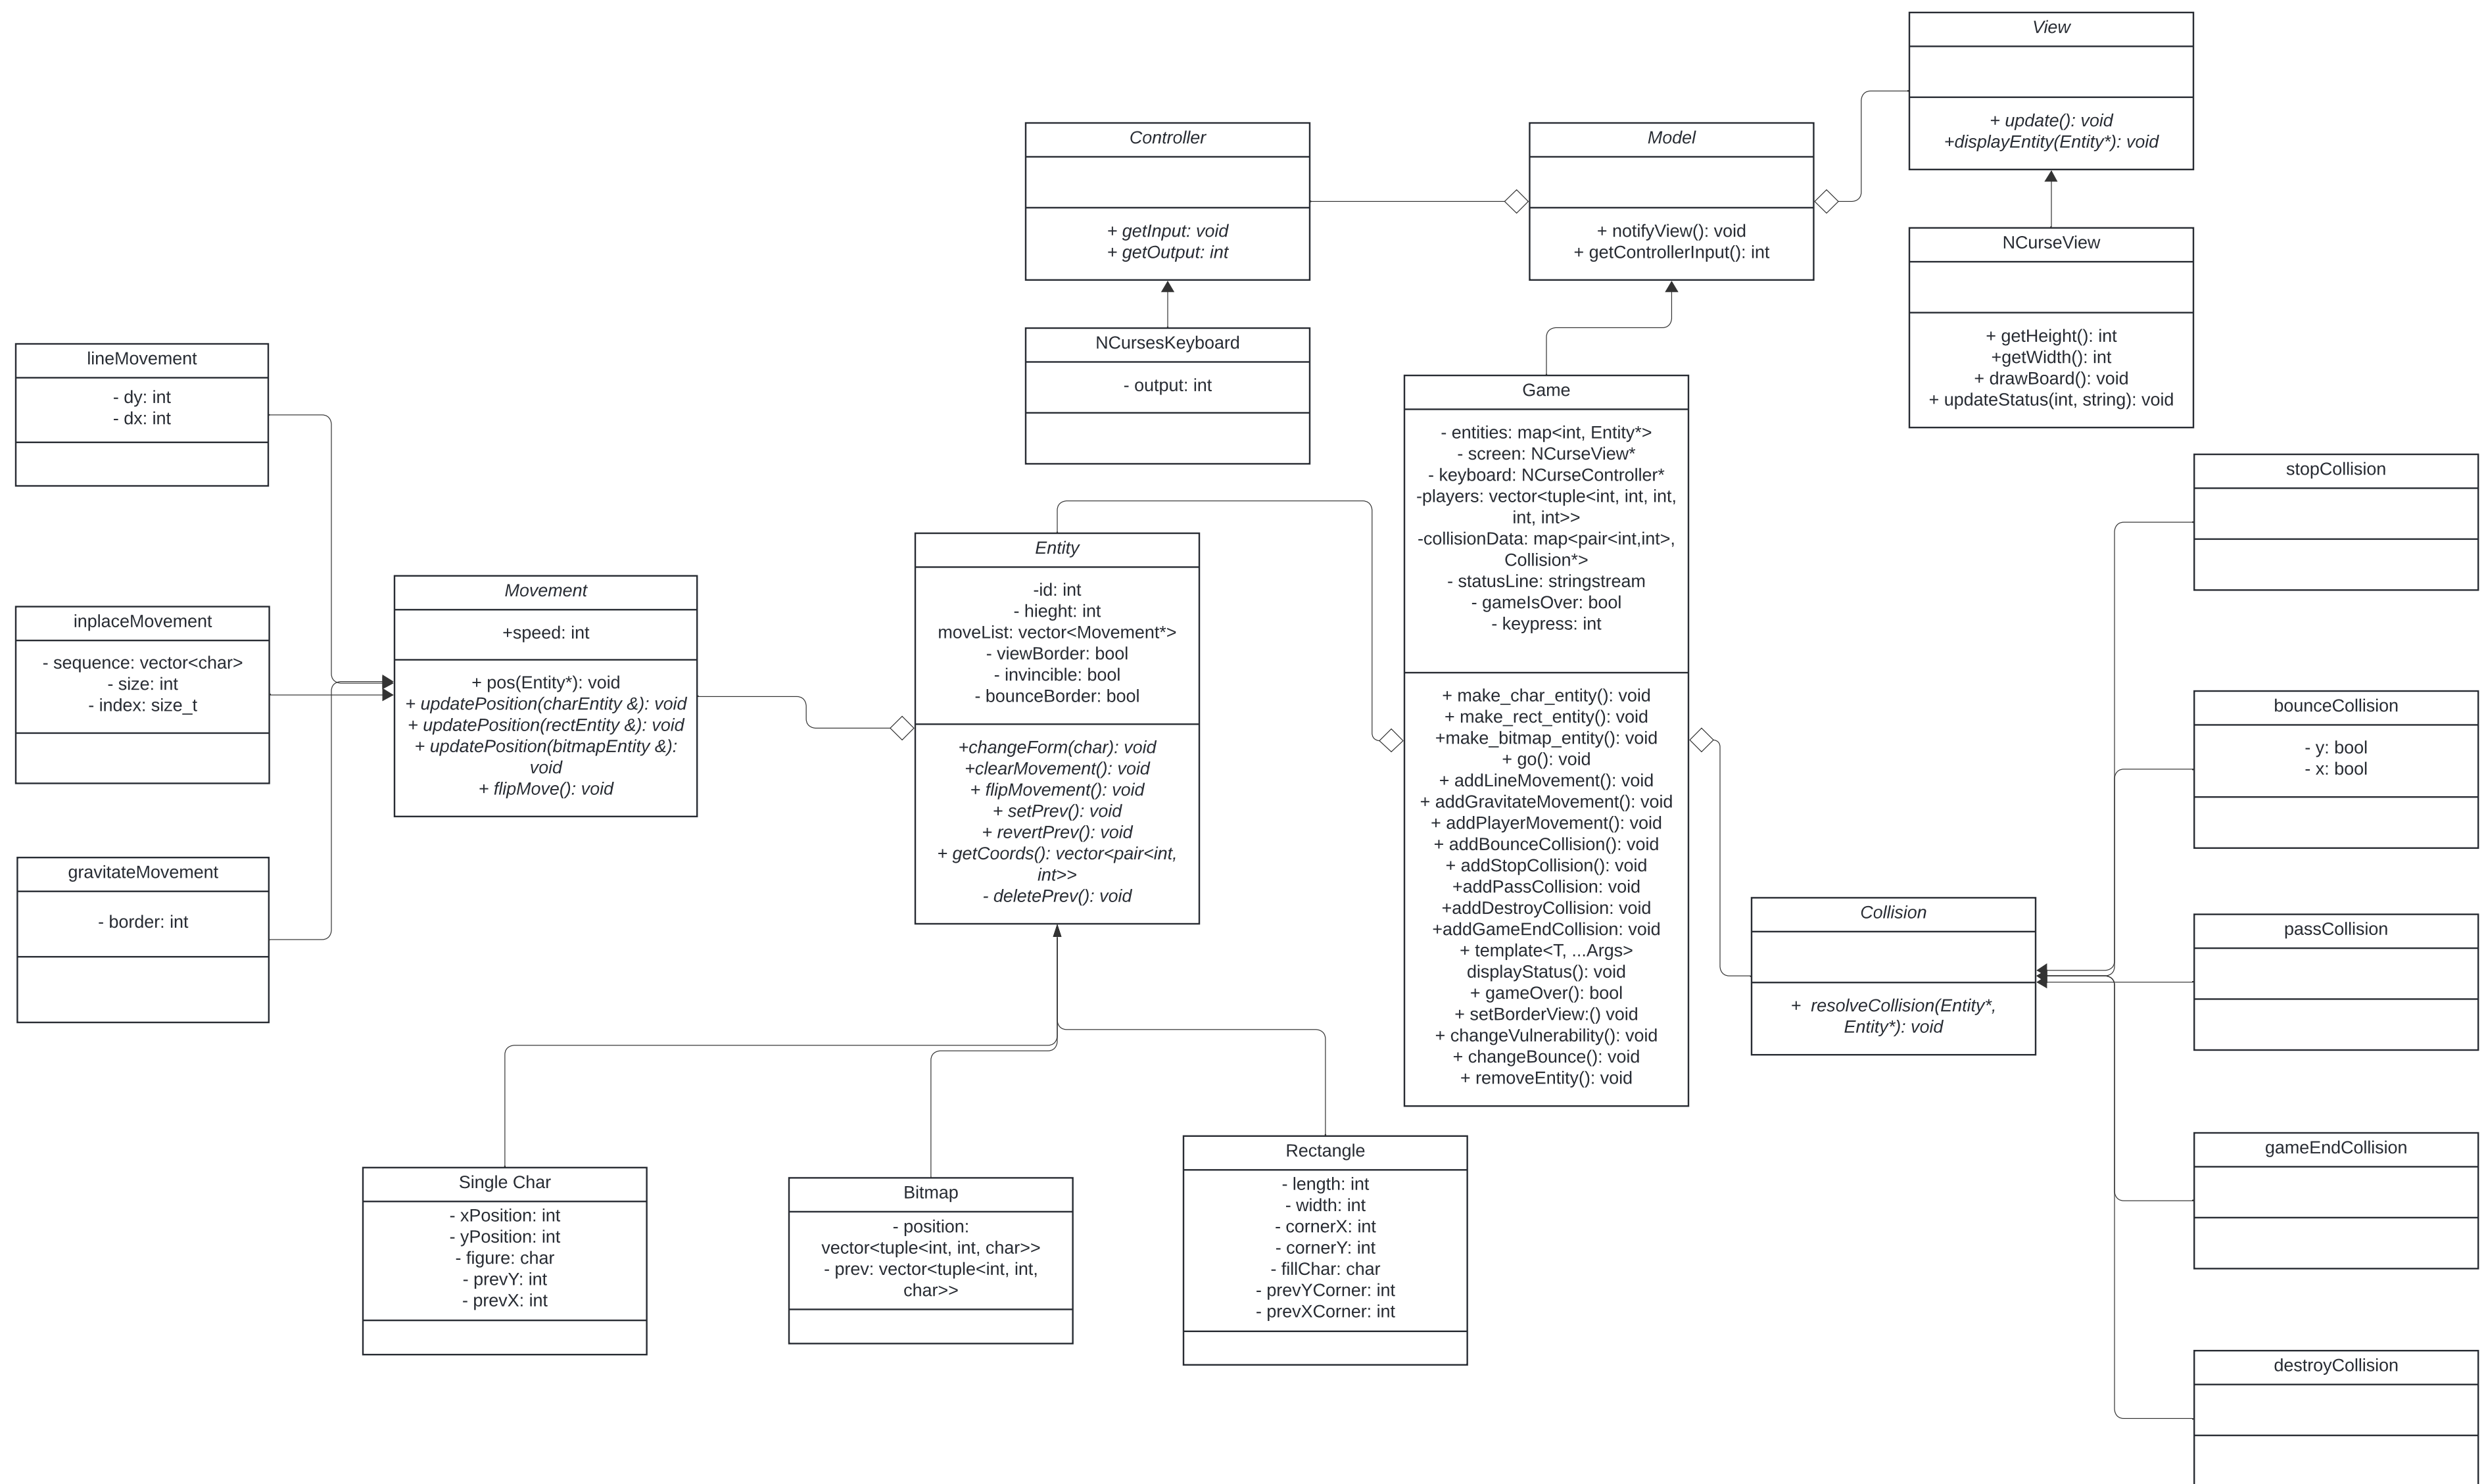 View
+ update(): void
+displayEntity(Entity*): void
Controller
+ getInput: void
+ getOutput: int
Model
+ notifyView(): void
+ getControllerInput(): int
NCurseView
+ getHeight(): int
+getWidth(): int
+ drawBoard(): void
+ updateStatus(int, string): void
NCursesKeyboard
- output: int
lineMovement
- dy: int
- dx: int
Game
- entities: map<int, Entity*>
- screen: NCurseView*
- keyboard: NCurseController*
-players: vector<tuple<int, int, int,
int, int>>
-collisionData: map<pair<int,int>,
Collision*>
- statusLine: stringstream
- gameIsOver: bool
- keypress: int
+ make_char_entity(): void
+ make_rect_entity(): void
+make_bitmap_entity(): void
+ go(): void
+ addLineMovement(): void
+ addGravitateMovement(): void
+ addPlayerMovement(): void
+ addBounceCollision(): void
+ addStopCollision(): void
+addPassCollision: void
+addDestroyCollision: void
+addGameEndCollision: void
+ template<T, ...Args>
displayStatus(): void
+ gameOver(): bool
+ setBorderView:() void
+ changeVulnerability(): void
+ changeBounce(): void
+ removeEntity(): void
stopCollision
Entity
-id: int
- hieght: int
moveList: vector<Movement*>
- viewBorder: bool
- invincible: bool
- bounceBorder: bool
+changeForm(char): void
+clearMovement(): void
+ flipMovement(): void
+ setPrev(): void
+ revertPrev(): void
+ getCoords(): vector<pair<int,
int>>
- deletePrev(): void
Movement
+speed: int
+ pos(Entity*): void
+ updatePosition(charEntity &): void
+ updatePosition(rectEntity &): void
+ updatePosition(bitmapEntity &):
void
+ flipMove(): void
inplaceMovement
- sequence: vector<char>
- size: int
- index: size_t
bounceCollision
- y: bool
- x: bool
gravitateMovement
- border: int
Collision
+  resolveCollision(Entity*,
Entity*): void
passCollision
gameEndCollision
Single Char
- xPosition: int
- yPosition: int
- figure: char
- prevY: int
- prevX: int
Bitmap
- position:
vector<tuple<int, int, char>>
- prev: vector<tuple<int, int,
char>>
Rectangle
- length: int
- width: int
- cornerX: int
- cornerY: int
- fillChar: char
- prevYCorner: int
- prevXCorner: int
destroyCollision